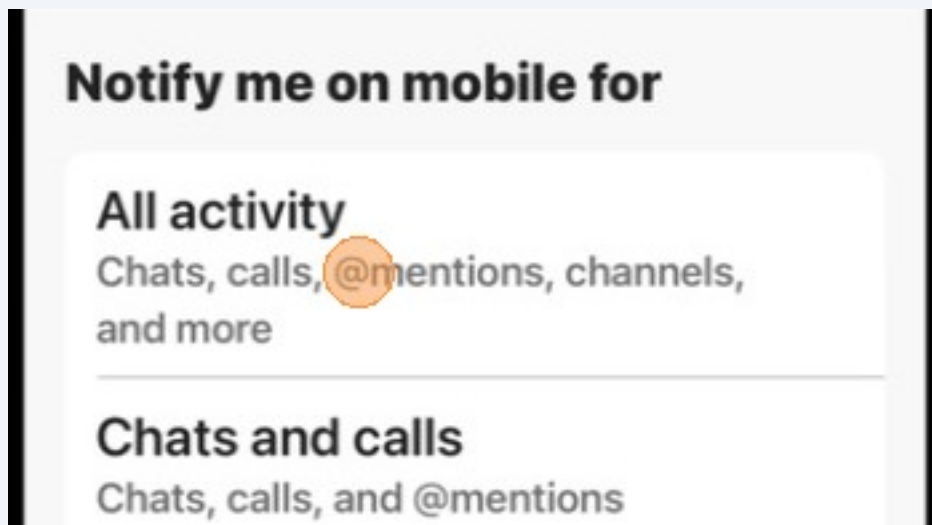 Notify me on mobile for
All activity
Chats, calls, @mentions, channels,
and more
Chats and calls
Chats, calls, and @mentions